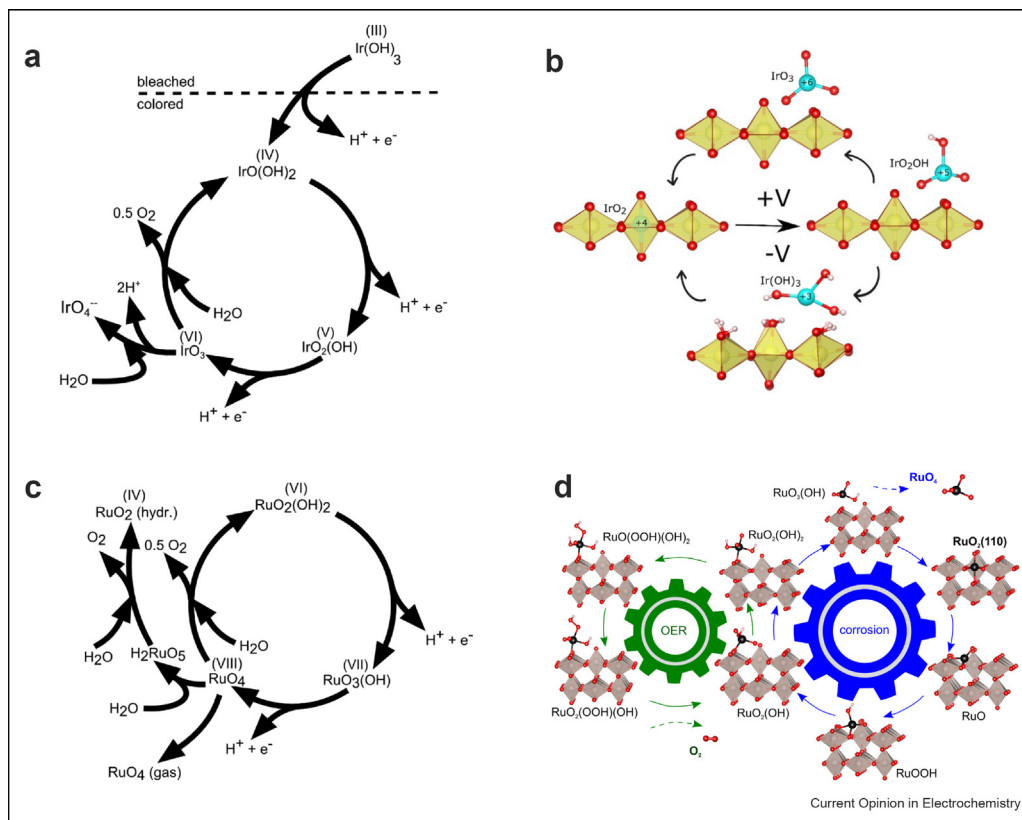 a
(III)
Ir(OH)3
bleached
colored
H+ + e-
(IV)
IrO(OH)2
0.5 O2
2H+
H2O
IrO4--
(VI)
IrO3
H2O
H+ + e-
(V)
IrO2(OH)
H+ + e-
b
IrO3
+6
IrO2OH
+5
IrO2
+4
+V
-V
Ir(OH)3
+3
c
(IV)
RuO2 (hydr.)
(VI)
RuO2(OH)2
O2
0.5 O2
H2O
H2RuO5
H2O
H+ + e-
(VIII)
RuO4
(VII)
RuO3(OH)
H2O
H+ + e-
RuO4 (gas)
d
RuO3(OH)
RuO4
RuO(OOH)(OH)2
RuO2(OH)2
RuO2(110)
OER
corrosion
RuO2(OOH)(OH)
RuO2(OH)
RuO
O2
RuOOH
Current Opinion in Electrochemistry